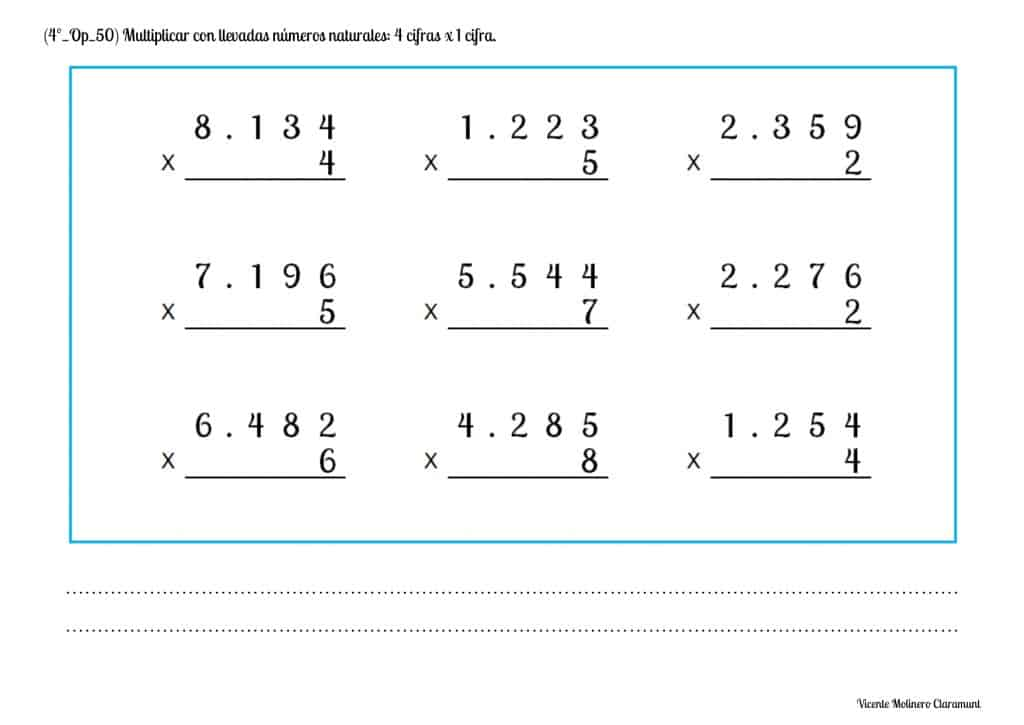 (4º_Op_50) Multiplicar con llevadas números naturales: 4 cifras x 1 cifra.
8.134 1.223 2.359
x 4 x 5 x 2
7.196 5.544 2.276
x 5 x 7 x 2
6.482 4.285 1.254
x 6 x 8 x 4
Vicente Molinero Claramunt